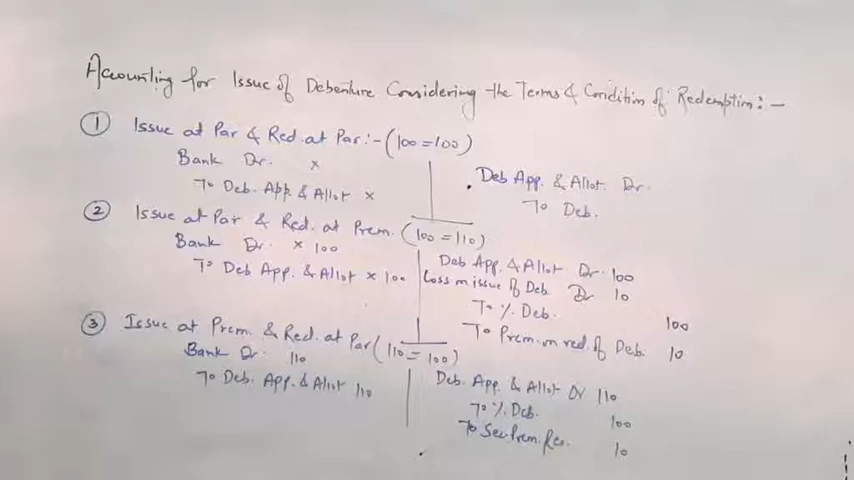 Accounting for Issue of Debenture Considering the Terms & Condition of Redemption:-
① Issue at Par & Red. at Par:- (100=100)
Bank Dr. x
To Deb. App. & Allot x
Deb App. & Allot Dr.
To Deb.
② Issue at Par & Red. at Prem. (100=110)
Bank Dr. x 100
To Deb App. & Allot x 100
Deb App. & Allot Dr. 100
Loss on issue of Deb. Dr 10
To % Deb. 100
To Prem. on red. of Deb. 10
③ Issue at Prem. & Red. at Par (110=100)
Bank Dr. 110
To Deb. App. & Allot 110
Deb. App. & Allot Dr 110
To % Deb. 100
To Sec. Prem. Res. 10